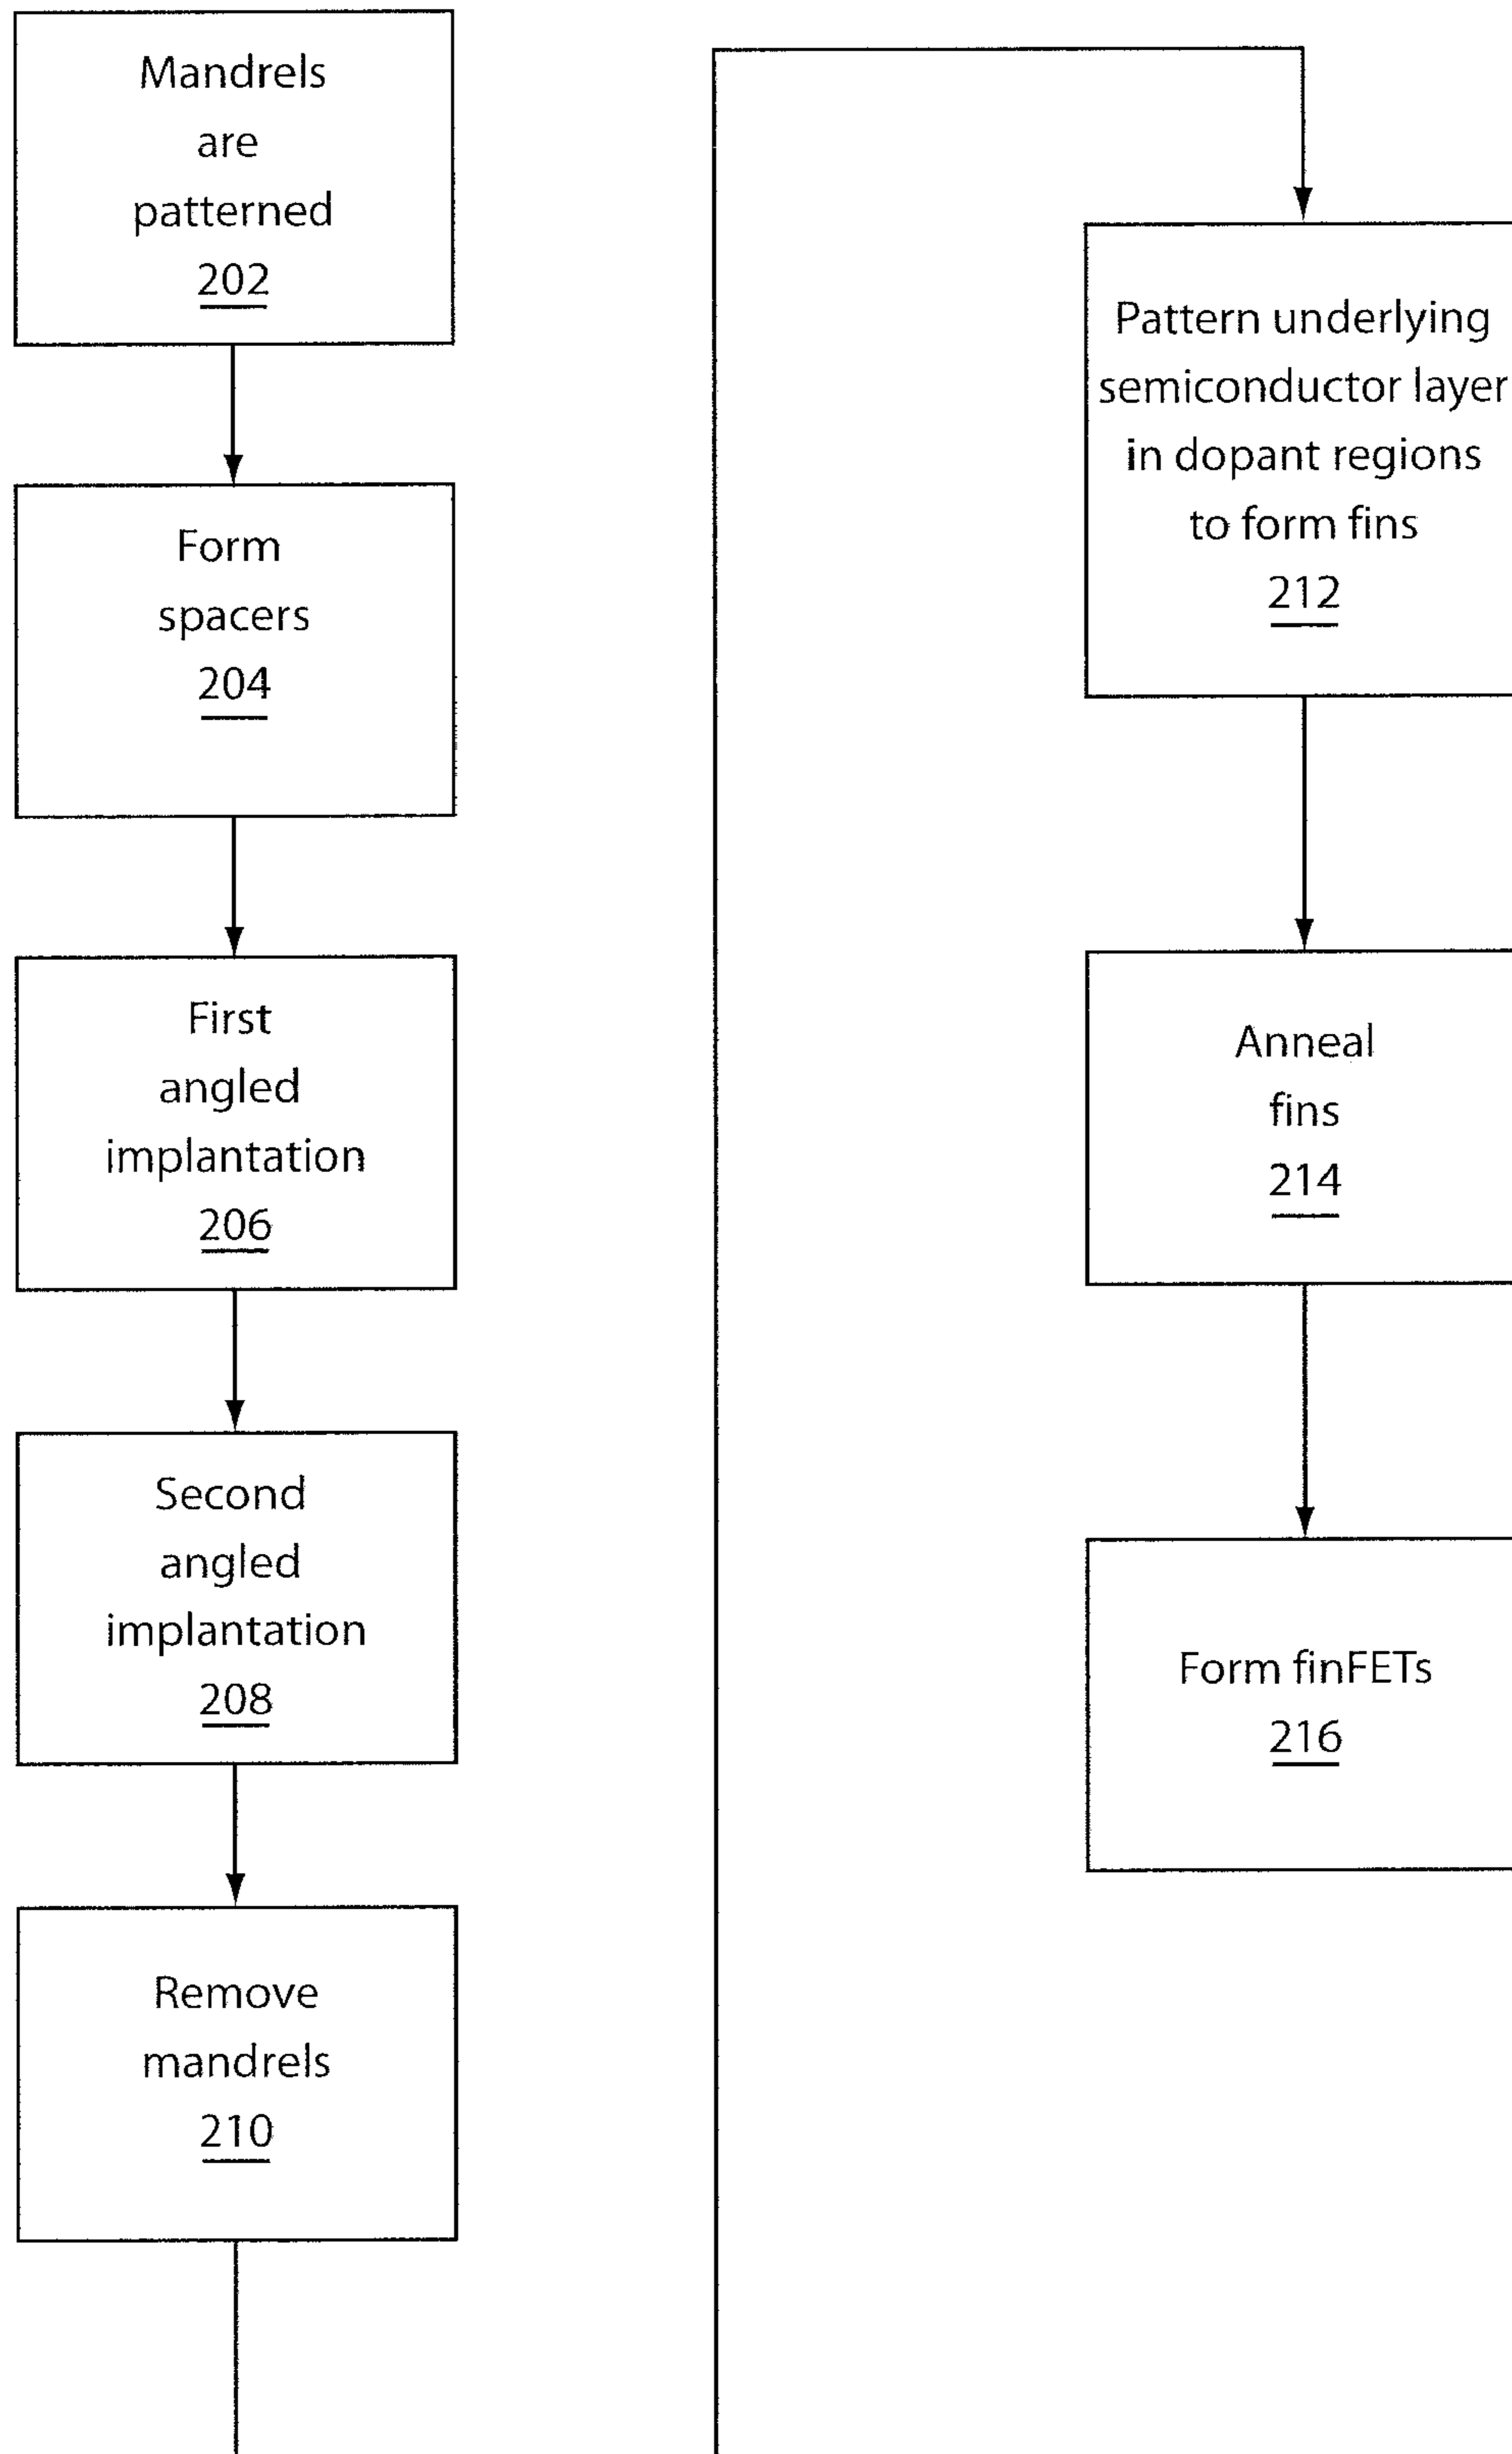 Mandrels
are
patterned
202
Form
spacers
204
First
angled
implantation
206
Second
angled
implantation
208
Remove
mandrels
210
Pattern underlying
semiconductor layer
in dopant regions
to form fins
212
Anneal
fins
214
Form finFETs
216